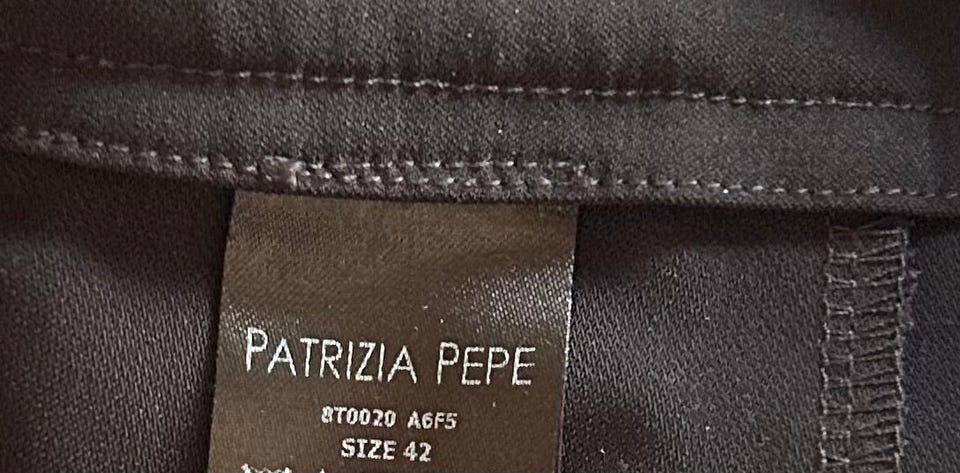 PATRIZIA PEPE
8T0020 A6F5
SIZE 42